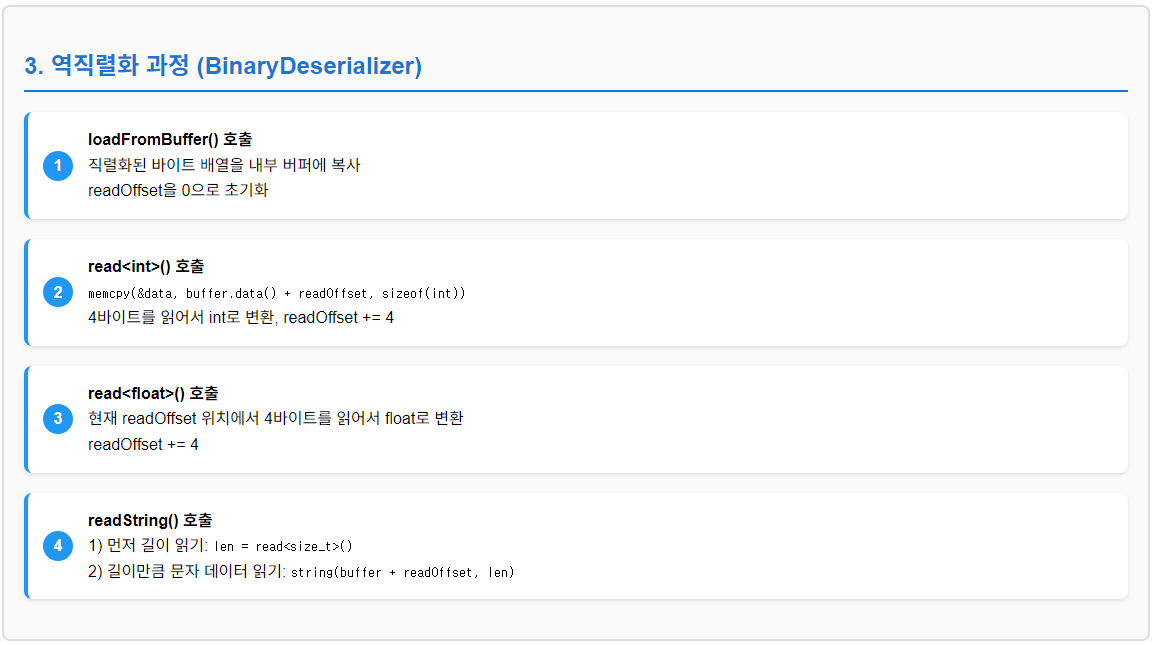 3. 역직렬화 과정 (BinaryDeserializer)
loadFromBuffer() 호출
1
직렬화된 바이트 배열을 내부 버퍼에 복사
readOffset을 0으로 초기화
read<int>() 호출
2
memcpy(&data, buffer.data() + readOffset, sizeof(int))
4바이트를 읽어서 int로 변환, readOffset += 4
read<float>() 호출
3
현재 readOffset 위치에서 4바이트를 읽어서 float로 변환
readOffset += 4
readString() 호출
4
1) 먼저 길이 읽기: len = read<size_t>()
2) 길이만큼 문자 데이터 읽기: string(buffer + readOffset, len)